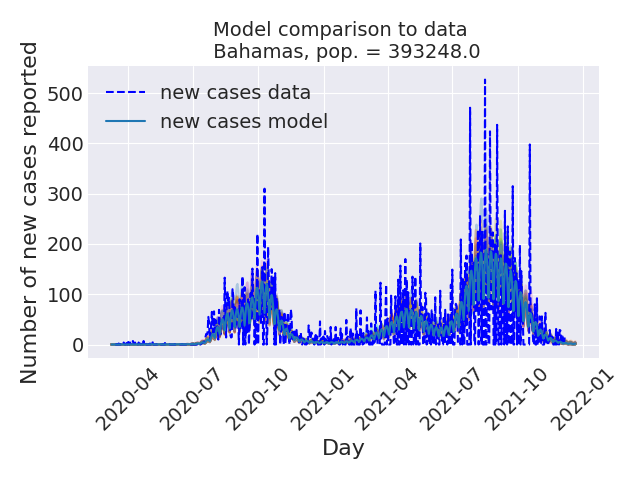 Model comparison to data
Bahamas, pop. = 393248.0
Number of new cases reported
500
400
300
200
100
0
new cases data
new cases model
2020-04
2020-07
2020-10
2021-01
2021-04
2021-07
2021-10
2022-01
Day